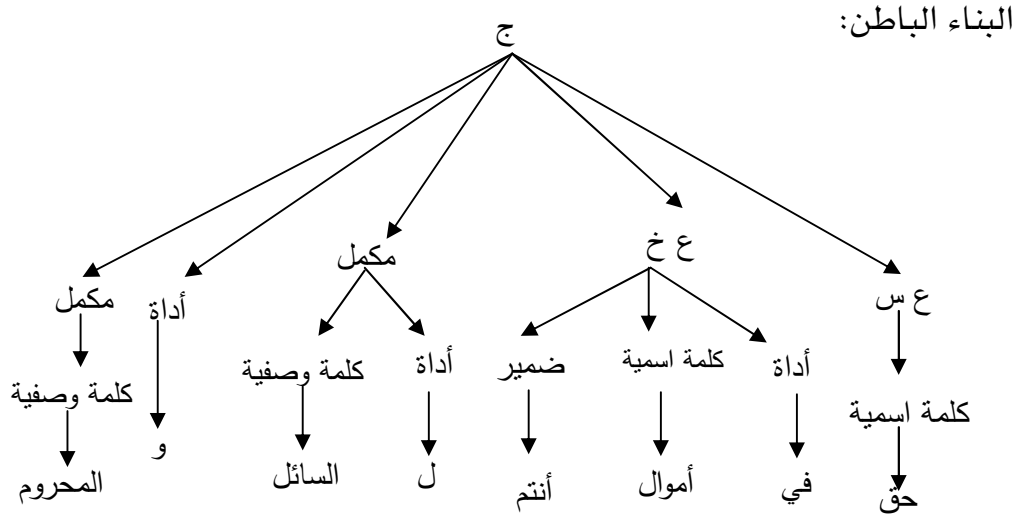 البناء الباطن:
ج
ع س ع خ مكمل أداة مكمل
أداة كلمة اسمية ضمير أداة كلمة وصفية كلمة وصفية
كلمة اسمية
حق في أموال أنتم ل السائل و المحروم